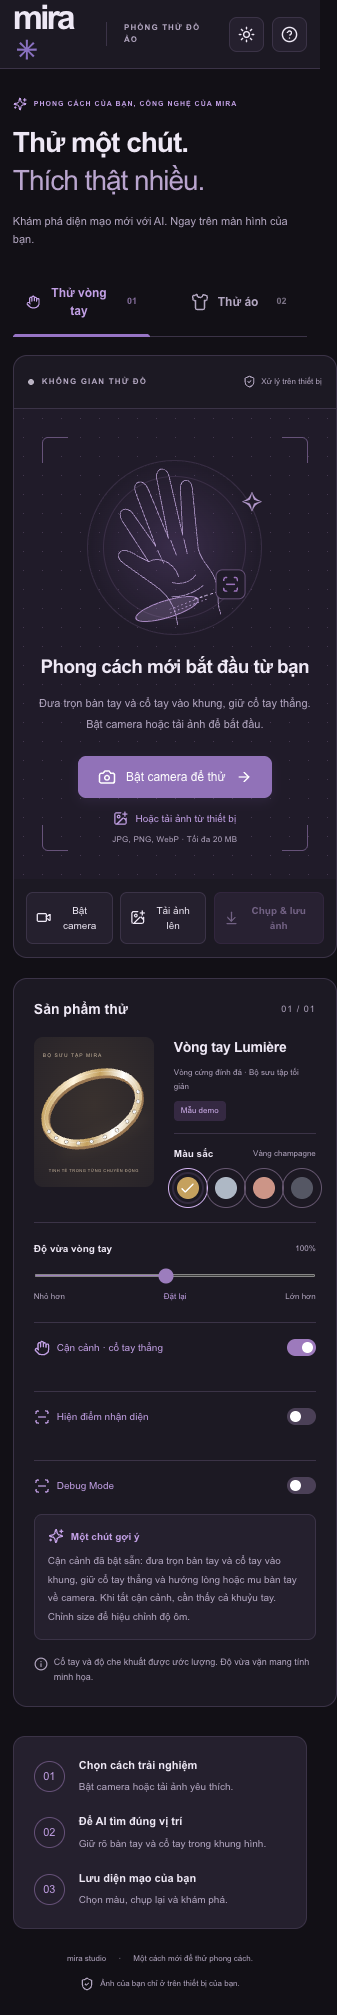 mira
PHÒNG THỬ ĐỒ
ẢO
PHONG CÁCH CỦA BẠN, CÔNG NGHỆ CỦA MIRA
Thử một chút.
Thích thật nhiều.
Khám phá diện mạo mới với AI. Ngay trên màn hình của
bạn.
Thử vòng
tay
01
Thử áo
02
KHÔNG GIAN THỬ ĐỒ
Xử lý trên thiết bị
Phong cách mới bắt đầu từ bạn
Đưa trọn bàn tay và cổ tay vào khung, giữ cổ tay thẳng.
Bật camera hoặc tải ảnh để bắt đầu.
Bật camera để thử
Hoặc tải ảnh từ thiết bị
JPG, PNG, WebP · Tối đa 20 MB
Bật
camera
Tải ảnh
lên
Chụp & lưu
ảnh
Sản phẩm thử
01 / 01
BỘ SƯU TẬP MIRA
TINH TẾ TRONG TỪNG CHUYỂN ĐỘNG
Vòng tay Lumière
Vòng cứng đính đá · Bộ sưu tập tối
giản
Mẫu demo
Màu sắc
Vàng champagne
Độ vừa vòng tay
100%
Nhỏ hơn
Đặt lại
Lớn hơn
Cận cảnh · cổ tay thẳng
Hiện điểm nhận diện
Debug Mode
Một chút gợi ý
Cận cảnh đã bật sẵn: đưa trọn bàn tay và cổ tay vào
khung, giữ cổ tay thẳng và hướng lòng hoặc mu bàn tay
về camera. Khi tắt cận cảnh, cần thấy cả khuỷu tay.
Chỉnh size để hiệu chỉnh độ ôm.
Cổ tay và độ che khuất được ước lượng. Độ vừa vặn mang tính
minh họa.
01
Chọn cách trải nghiệm
Bật camera hoặc tải ảnh yêu thích.
02
Để AI tìm đúng vị trí
Giữ rõ bàn tay và cổ tay trong khung hình.
03
Lưu diện mạo của bạn
Chọn màu, chụp lại và khám phá.
mira studio · Một cách mới để thử phong cách.
Ảnh của bạn chỉ ở trên thiết bị của bạn.